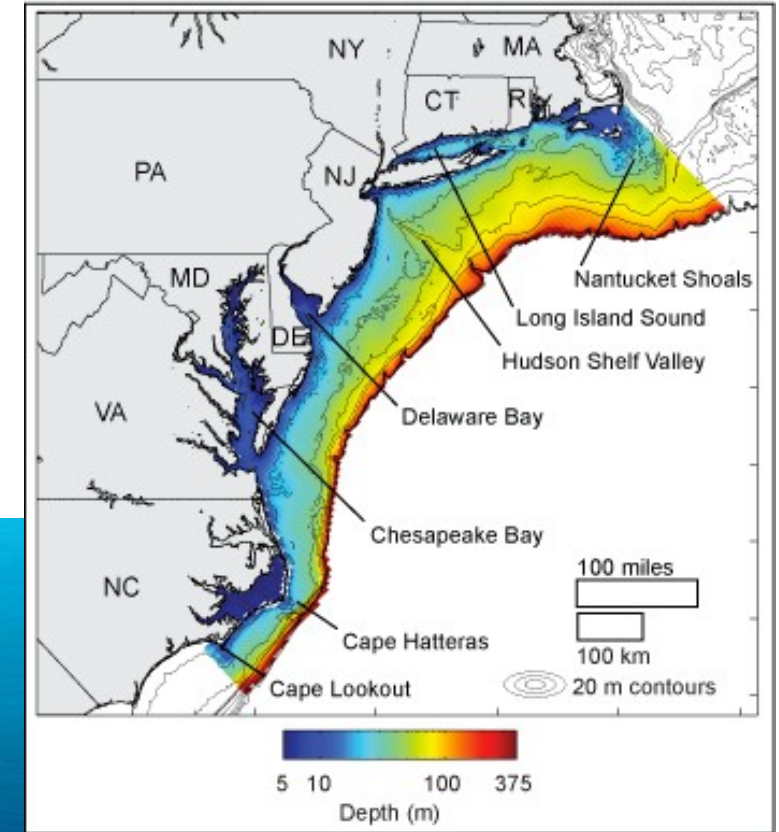 NY
MA
CT
RI
PA
NJ
MD
DE
VA
NC
Nantucket Shoals
Long Island Sound
Hudson Shelf Valley
Delaware Bay
Chesapeake Bay
Cape Hatteras
Cape Lookout
100 miles
100 km
20 m contours
5 10 100 375
Depth (m)